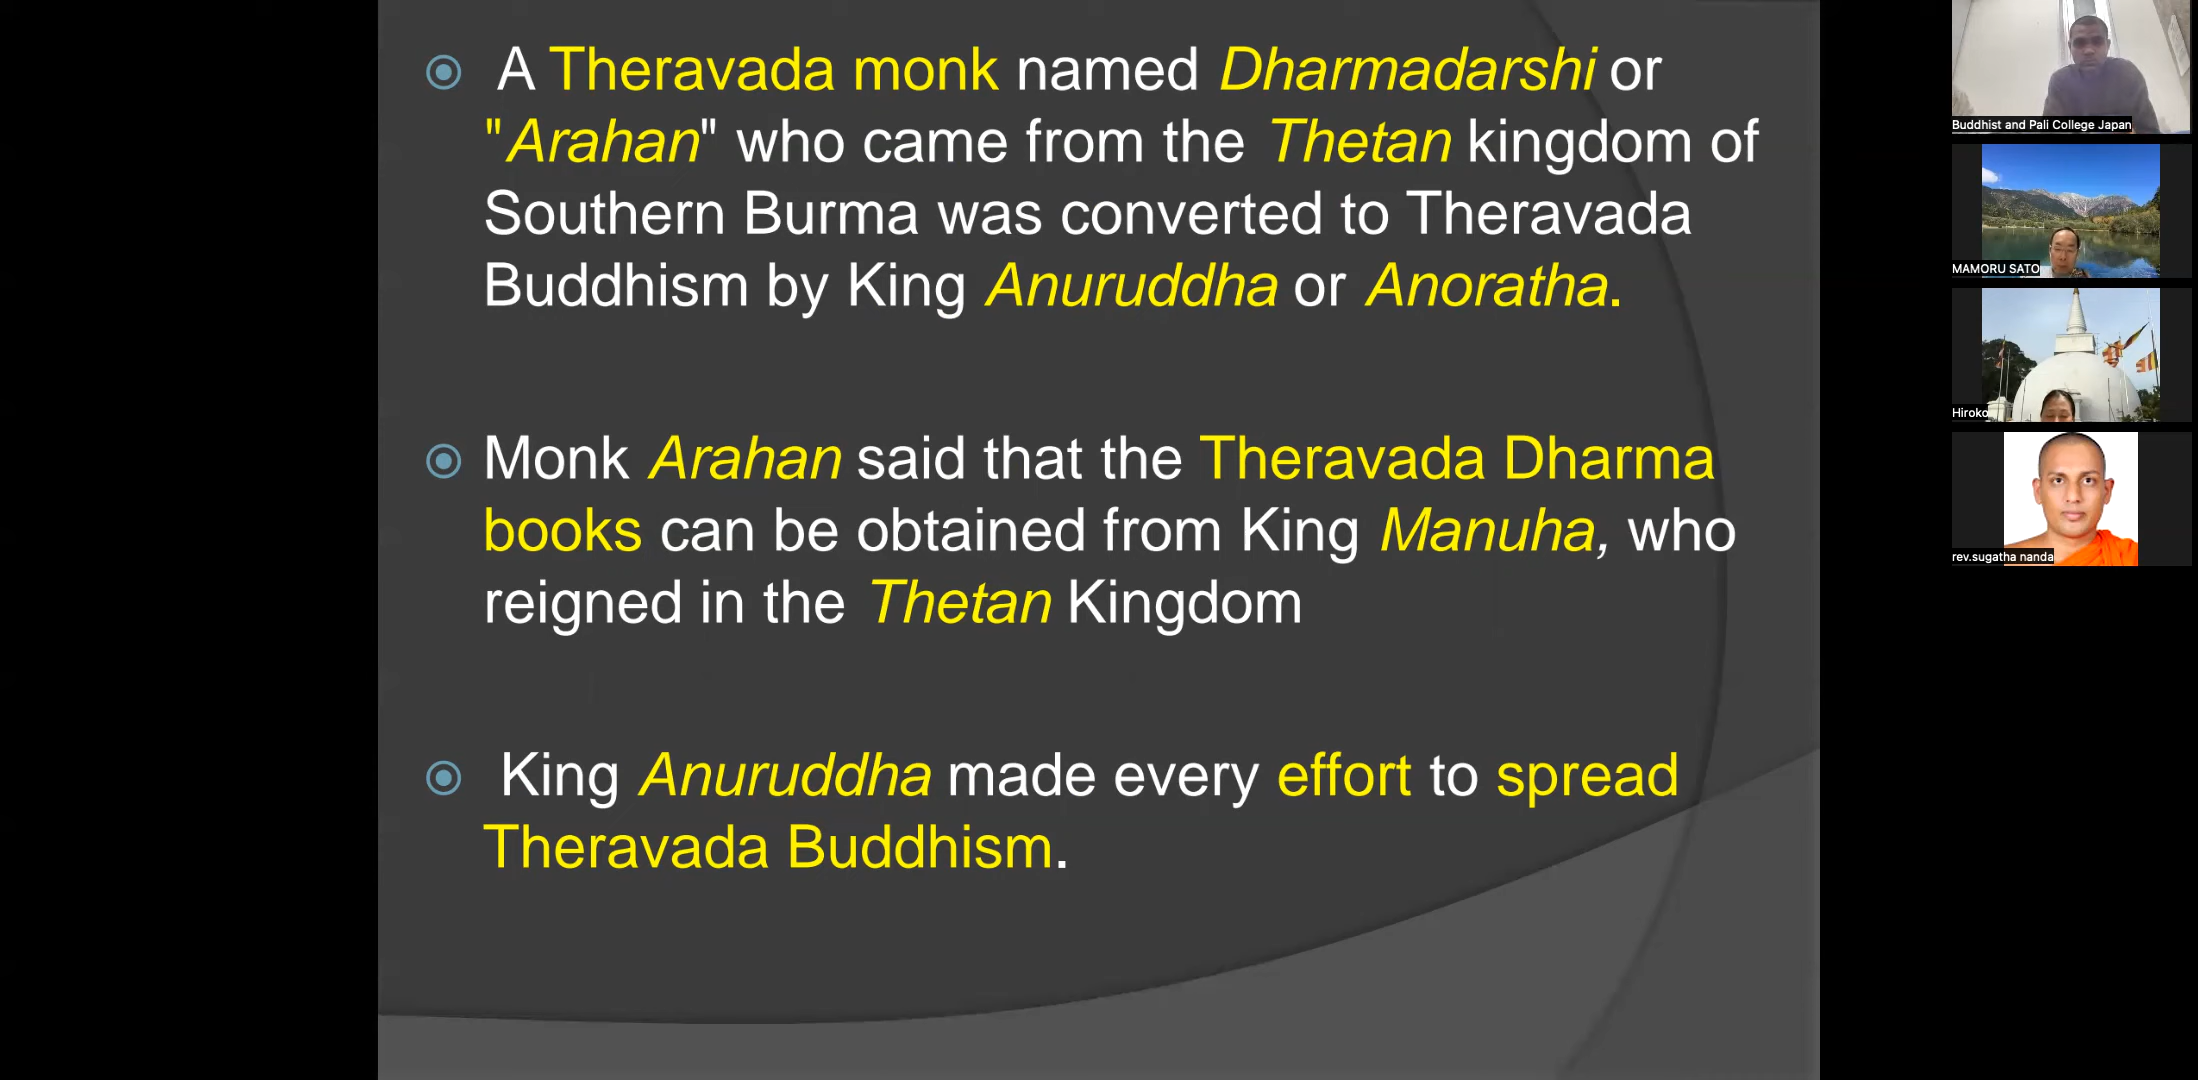 A Theravada monk named Dharmadarshi or
"Arahan" who came from the Thetan kingdom of
Southern Burma was converted to Theravada
Buddhism by King Anuruddha or Anoratha.
Monk Arahan said that the Theravada Dharma
books can be obtained from King Manuha, who
reigned in the Thetan Kingdom
King Anuruddha made every effort to spread
Theravada Buddhism.
Buddhist and Pali College Japan
MAMORU SATO
Hiroko
rev.sugatha nanda